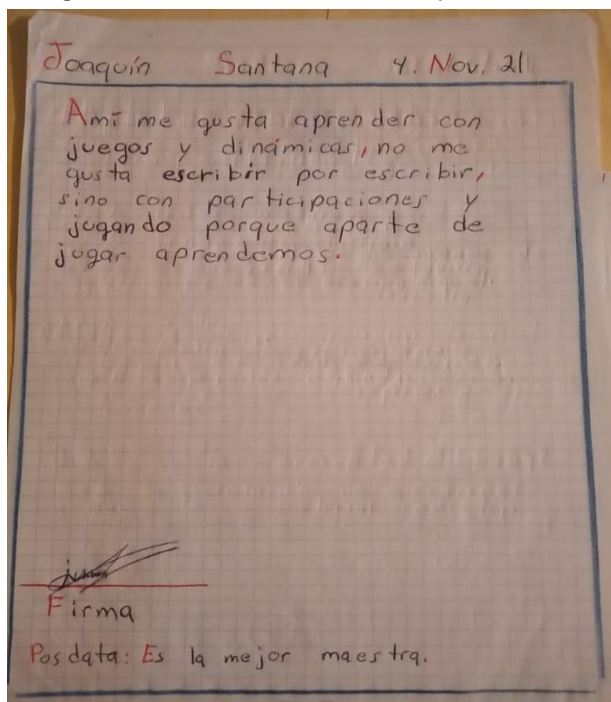 Joaquín Santana 4. Nov. 21
Amí me gusta aprender con
juegos y dinámicas, no me
gusta escribir por escribir,
sino con participaciones y
jugando porque aparte de
jugar aprendemos.
Firma
Posdata: Es la mejor maestra.